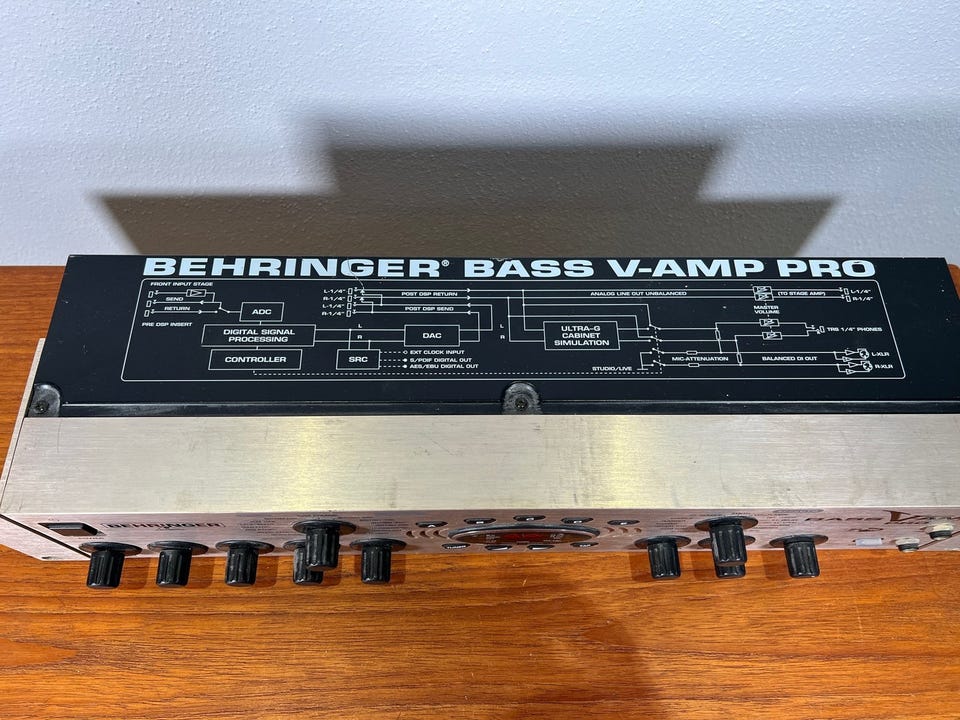 BEHRINGER® BASS V-AMP PRO
FRONT INPUT STAGE
SEND
RETURN
PRE DSP INSERT
ADC
DIGITAL SIGNAL
PROCESSING
CONTROLLER
L-1/4"
R-1/4"
L-1/4"
R-1/4"
POST DSP RETURN
POST DSP SEND
L
R
DAC
SRC
EXT CLOCK INPUT
S/PDIF DIGITAL OUT
AES/EBU DIGITAL OUT
L
R
ANALOG LINE OUT UNBALANCED
ULTRA-G
CABINET
SIMULATION
STUDIO/LIVE
(TO STAGE AMP)
MASTER
VOLUME
MIC-ATTENUATION
BALANCED DI OUT
L-1/4"
R-1/4"
TRS 1/4" PHONES
L-XLR
R-XLR
BEHRINGER
BASS V